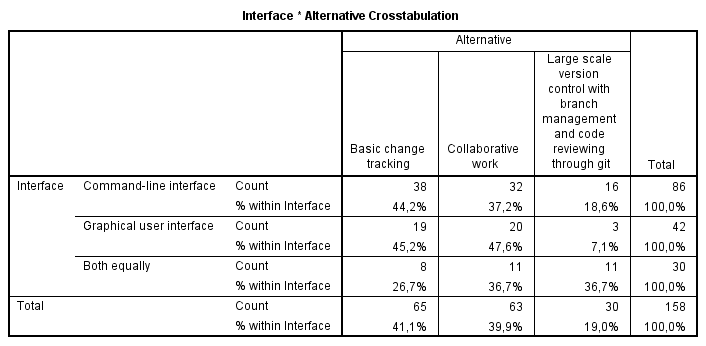 Interface * Alternative Crosstabulation
Alternative
Large scale
version
control with
branch
management
and code
Basic change Collaborative reviewing
tracking work through git Total
Interface Command-line interface Count 38 32 16 86
% within Interface 44,2% 37,2% 18,6% 100,0%
Graphical user interface Count 19 20 3 42
% within Interface 45,2% 47,6% 7,1% 100,0%
Both equally Count 8 11 11 30
% within Interface 26,7% 36,7% 36,7% 100,0%
Total Count 65 63 30 158
% within Interface 41,1% 39,9% 19,0% 100,0%